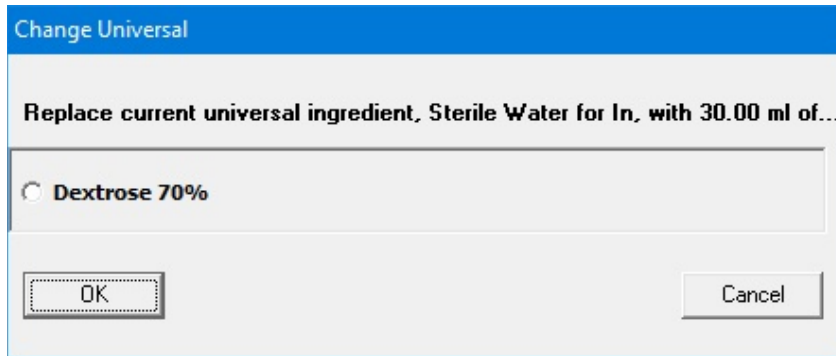 Change Universal
Replace current universal ingredient, Sterile Water for In, with 30.00 ml of...
Dextrose 70%
OK
Cancel